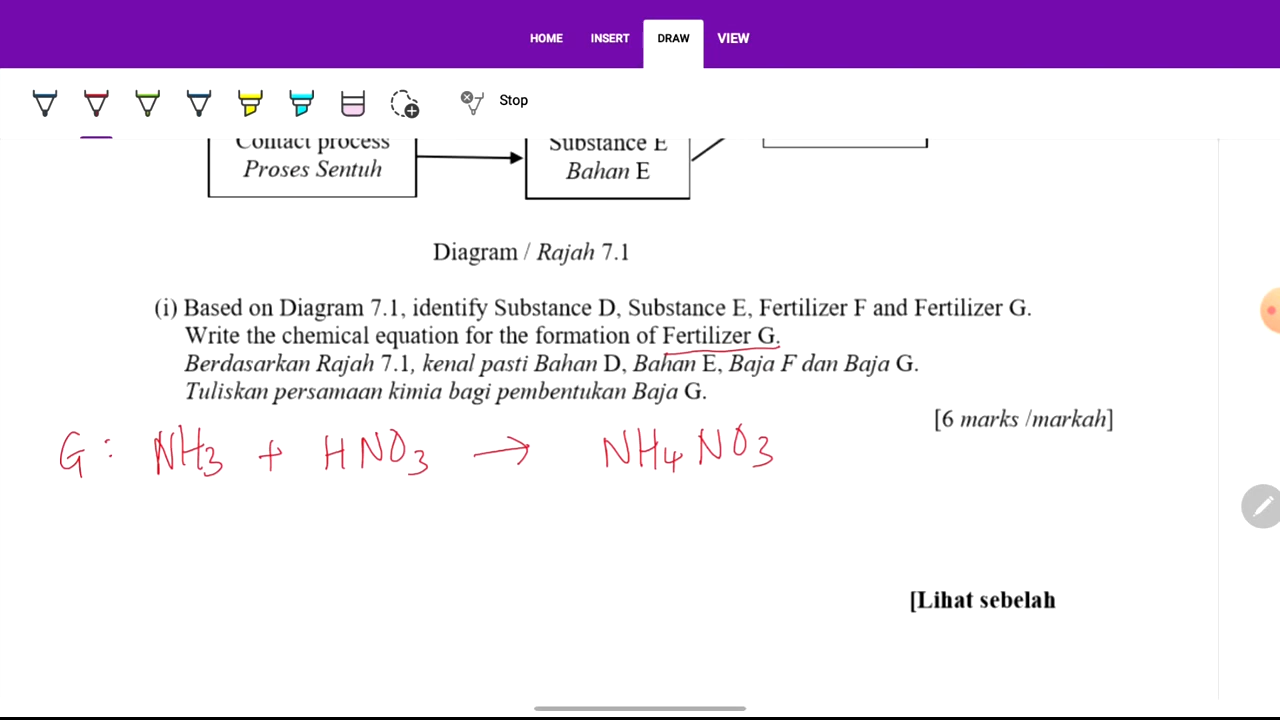 HOME INSERT DRAW VIEW
Stop
Contact process
Proses Sentuh
Substance E
Bahan E
Diagram / Rajah 7.1
(i) Based on Diagram 7.1, identify Substance D, Substance E, Fertilizer F and Fertilizer G.
Write the chemical equation for the formation of Fertilizer G.
Berdasarkan Rajah 7.1, kenal pasti Bahan D, Bahan E, Baja F dan Baja G.
Tuliskan persamaan kimia bagi pembentukan Baja G.
[6 marks /markah]
G: NH3 + HNO3 → NH4NO3
[Lihat sebelah